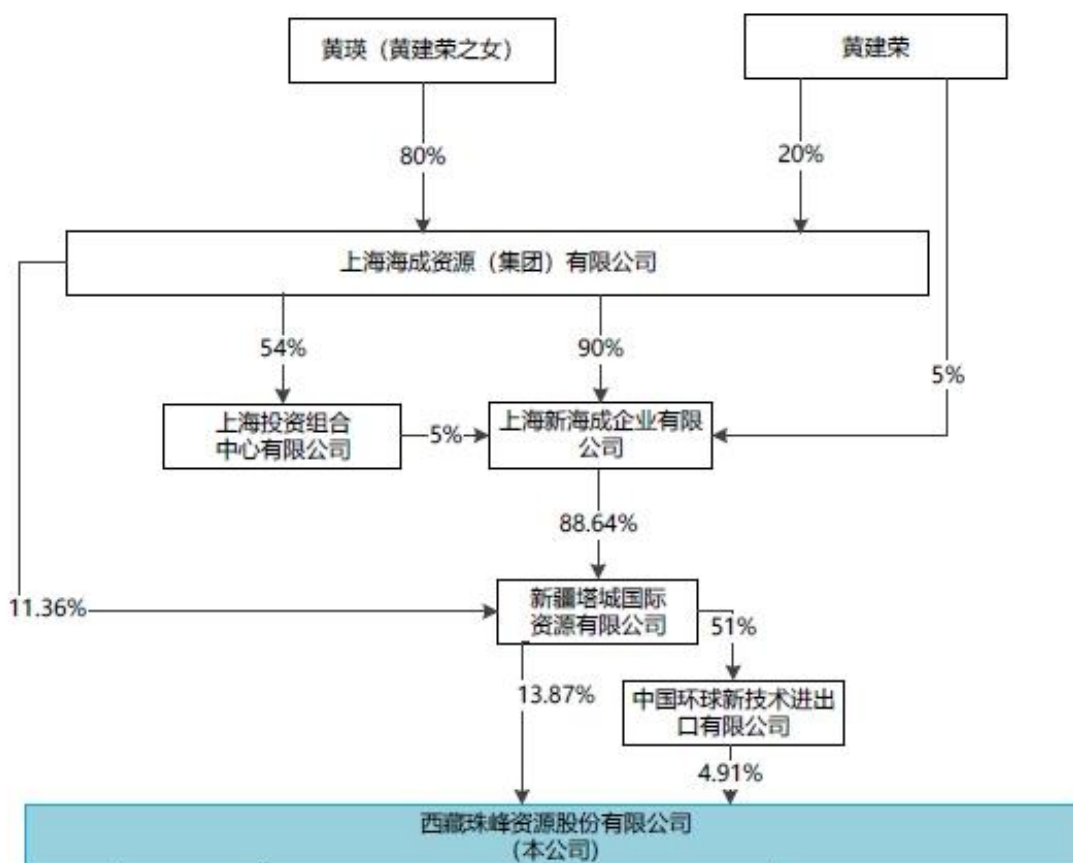 黄瑛（黄建荣之女）
黄建荣
80%
20%
上海海成资源（集团）有限公司
54%
90%
5%
上海投资组合
中心有限公司
5%
上海新海成企业有限
公司
88.64%
11.36%
新疆塔城国际
资源有限公司
51%
13.87%
中国环球新技术进出
口有限公司
4.91%
西藏珠峰资源股份有限公司
（本公司）